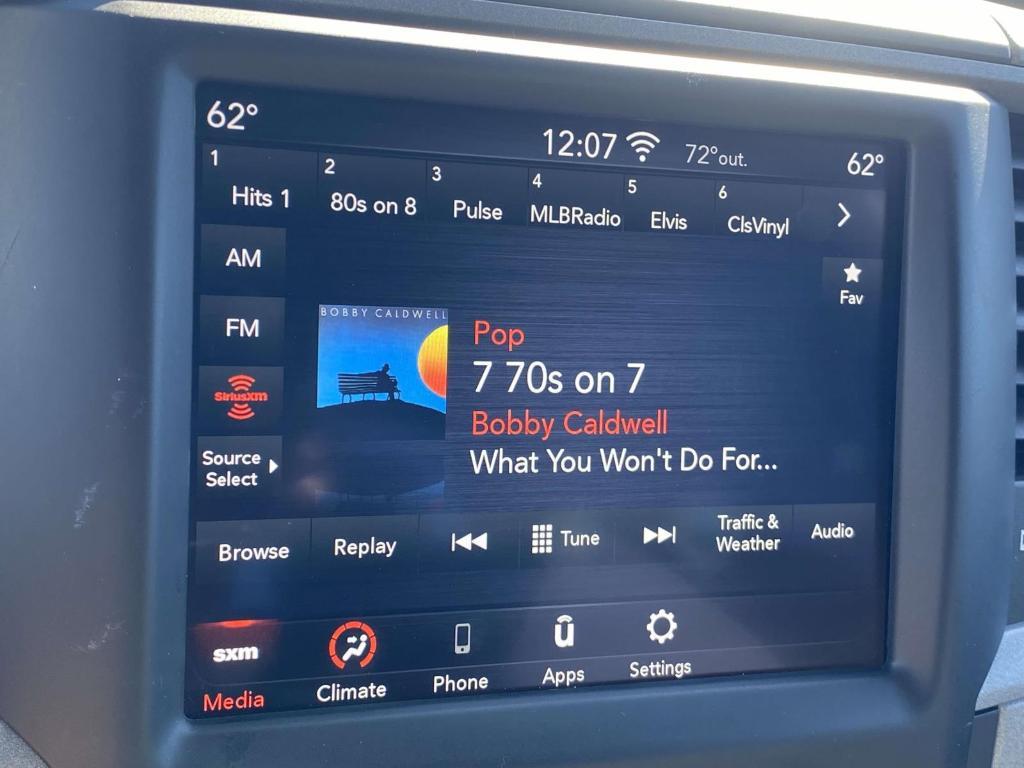 62°
12:07
72°out.
62°
1
Hits 1
2
80s on 8
3
Pulse
4
MLBRadio
5
Elvis
6
ClsVinyl
AM
Fav
FM
BOBBY CALDWELL
Pop
7 70s on 7
SiriusXM
Bobby Caldwell
What You Won't Do For...
Source
Select
Browse
Replay
Tune
Traffic &
Weather
Audio
sxm
Media
Climate
Phone
u
Apps
Settings